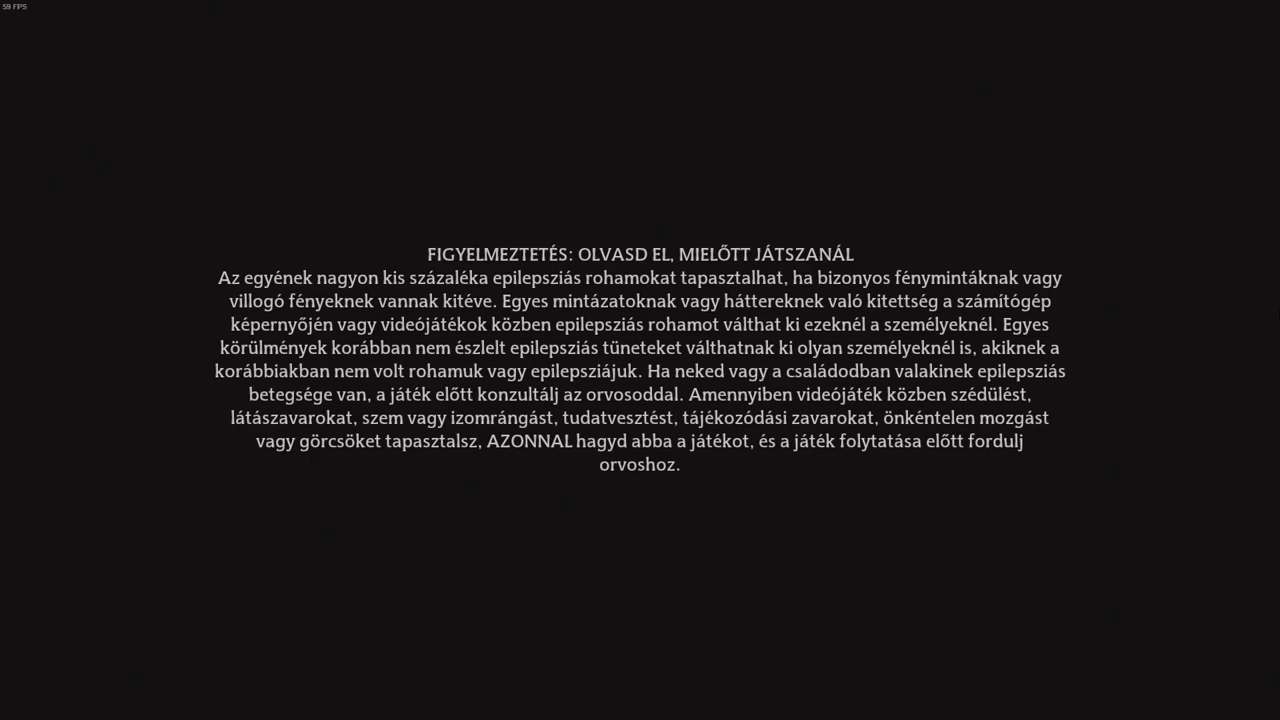 59 FPS
FIGYELMEZTETÉS: OLVASD EL, MIELŐTT JÁTSZANÁL
Az egyének nagyon kis százaléka epilepsziás rohamokat tapasztalhat, ha bizonyos fénymintáknak vagy
villogó fényeknek vannak kitéve. Egyes mintázatoknak vagy háttereknek való kitettség a számítógép
képernyőjén vagy videójátékok közben epilepsziás rohamot válthat ki ezeknél a személyeknél. Egyes
körülmények korábban nem észlelt epilepsziás tüneteket válthatnak ki olyan személyeknél is, akiknek a
korábbiakban nem volt rohamuk vagy epilepsziájuk. Ha neked vagy a családodban valakinek epilepsziás
betegsége van, a játék előtt konzultálj az orvosoddal. Amennyiben videójáték közben szédülést,
látászavarokat, szem vagy izomrángást, tudatvesztést, tájékozódási zavarokat, önkéntelen mozgást
vagy görcsöket tapasztalsz, AZONNAL hagyd abba a játékot, és a játék folytatása előtt fordulj
orvoshoz.